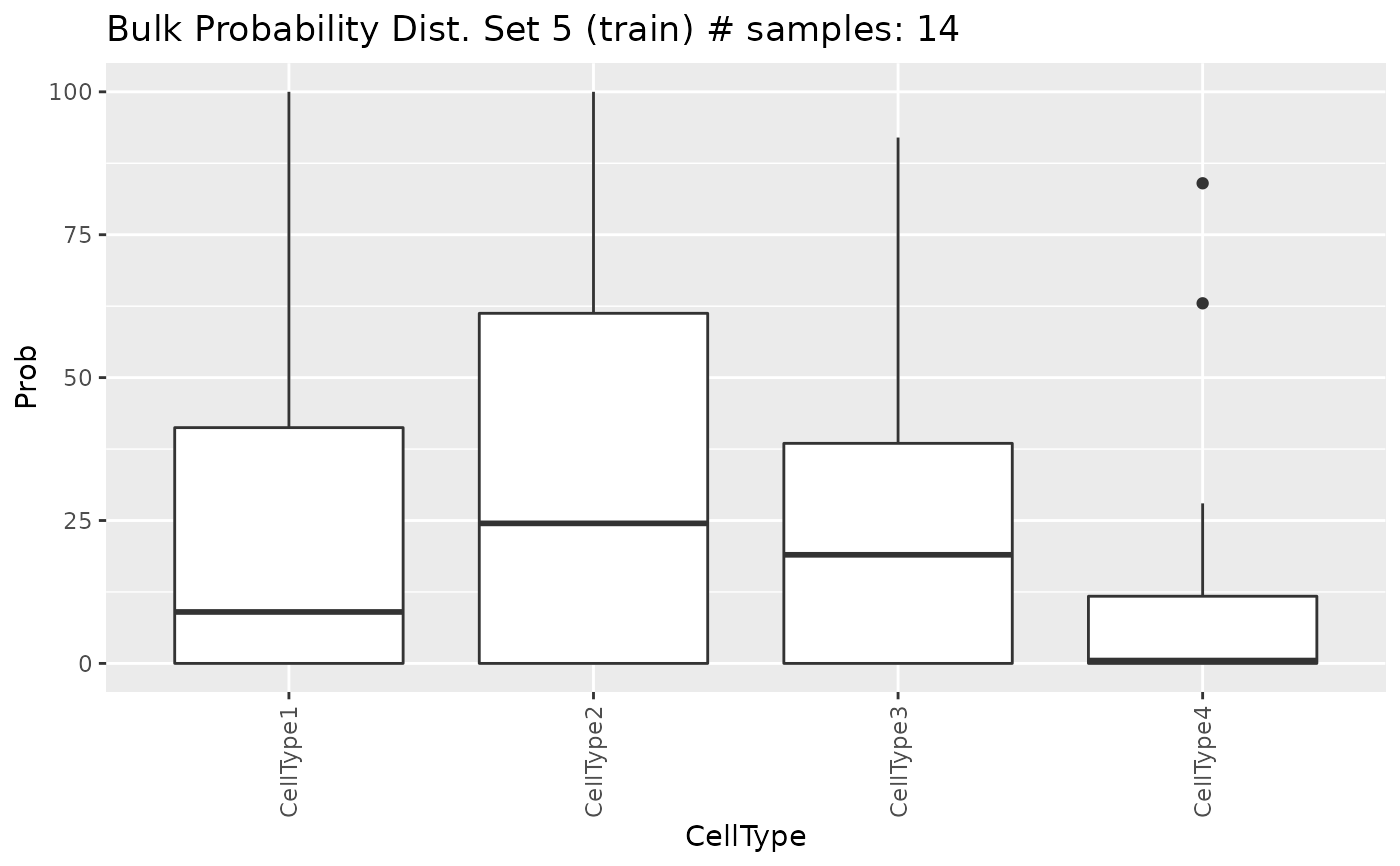 Bulk Probability Dist. Set 5 (train) # samples: 14
100
75
50
25
0
Prob
CellType1
CellType2
CellType3
CellType4
CellType